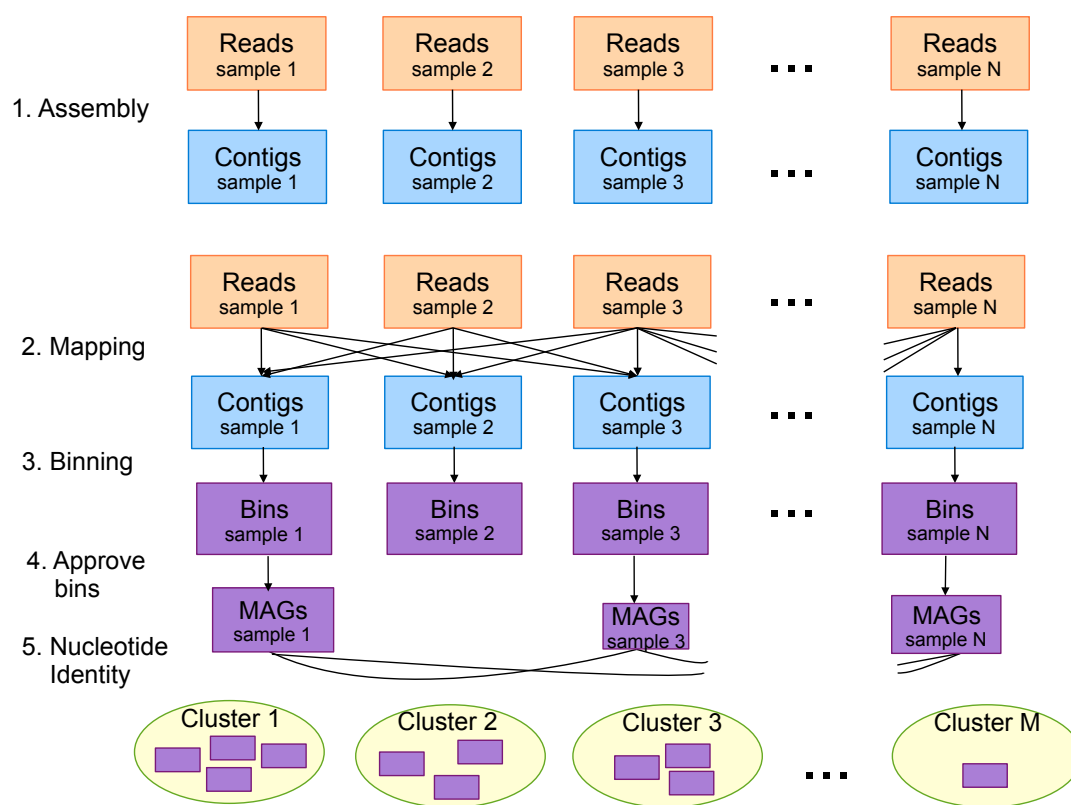 Reads
sample 1
Reads
sample 2
Reads
sample 3
...
Reads
sample N
1. Assembly
Contigs
sample 1
Contigs
sample 2
Contigs
sample 3
...
Contigs
sample N
Reads
sample 1
Reads
sample 2
Reads
sample 3
...
Reads
sample N
2. Mapping
Contigs
sample 1
Contigs
sample 2
Contigs
sample 3
...
Contigs
sample N
3. Binning
Bins
sample 1
Bins
sample 2
Bins
sample 3
...
Bins
sample N
4. Approve
bins
MAGs
sample 1
MAGs
sample 3
MAGs
sample N
5. Nucleotide
Identity
Cluster 1
Cluster 2
Cluster 3
...
Cluster M